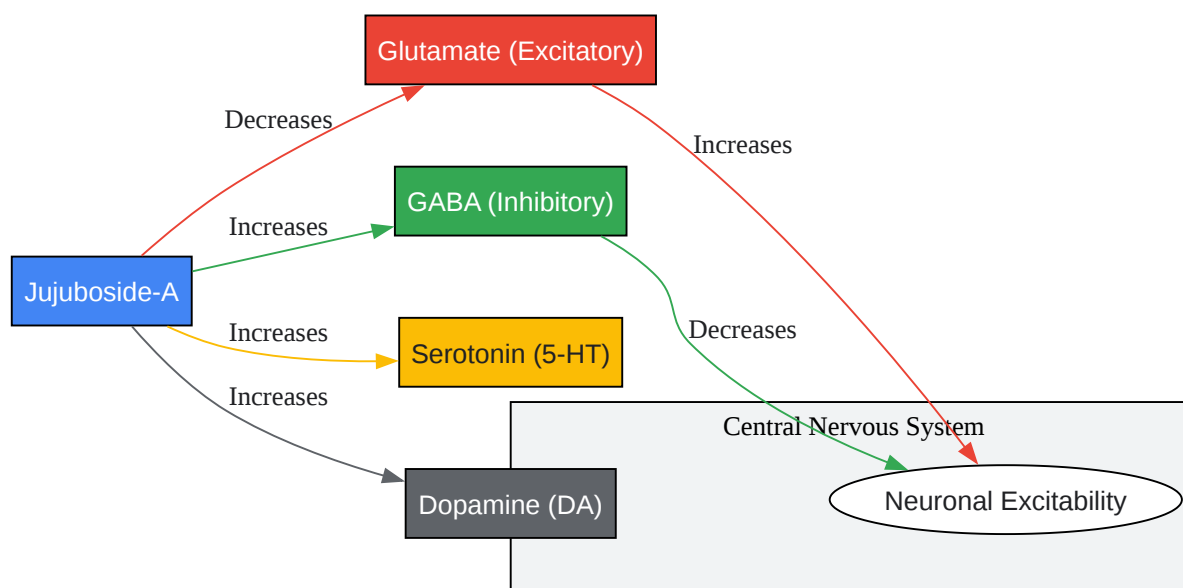 Glutamate (Excitatory)
Decreases
Increases
GABA (Inhibitory)
Increases
Jujuboside-A
Increases
Decreases
Serotonin (5-HT)
Increases
Central Nervous System
Dopamine (DA)
Neuronal Excitability